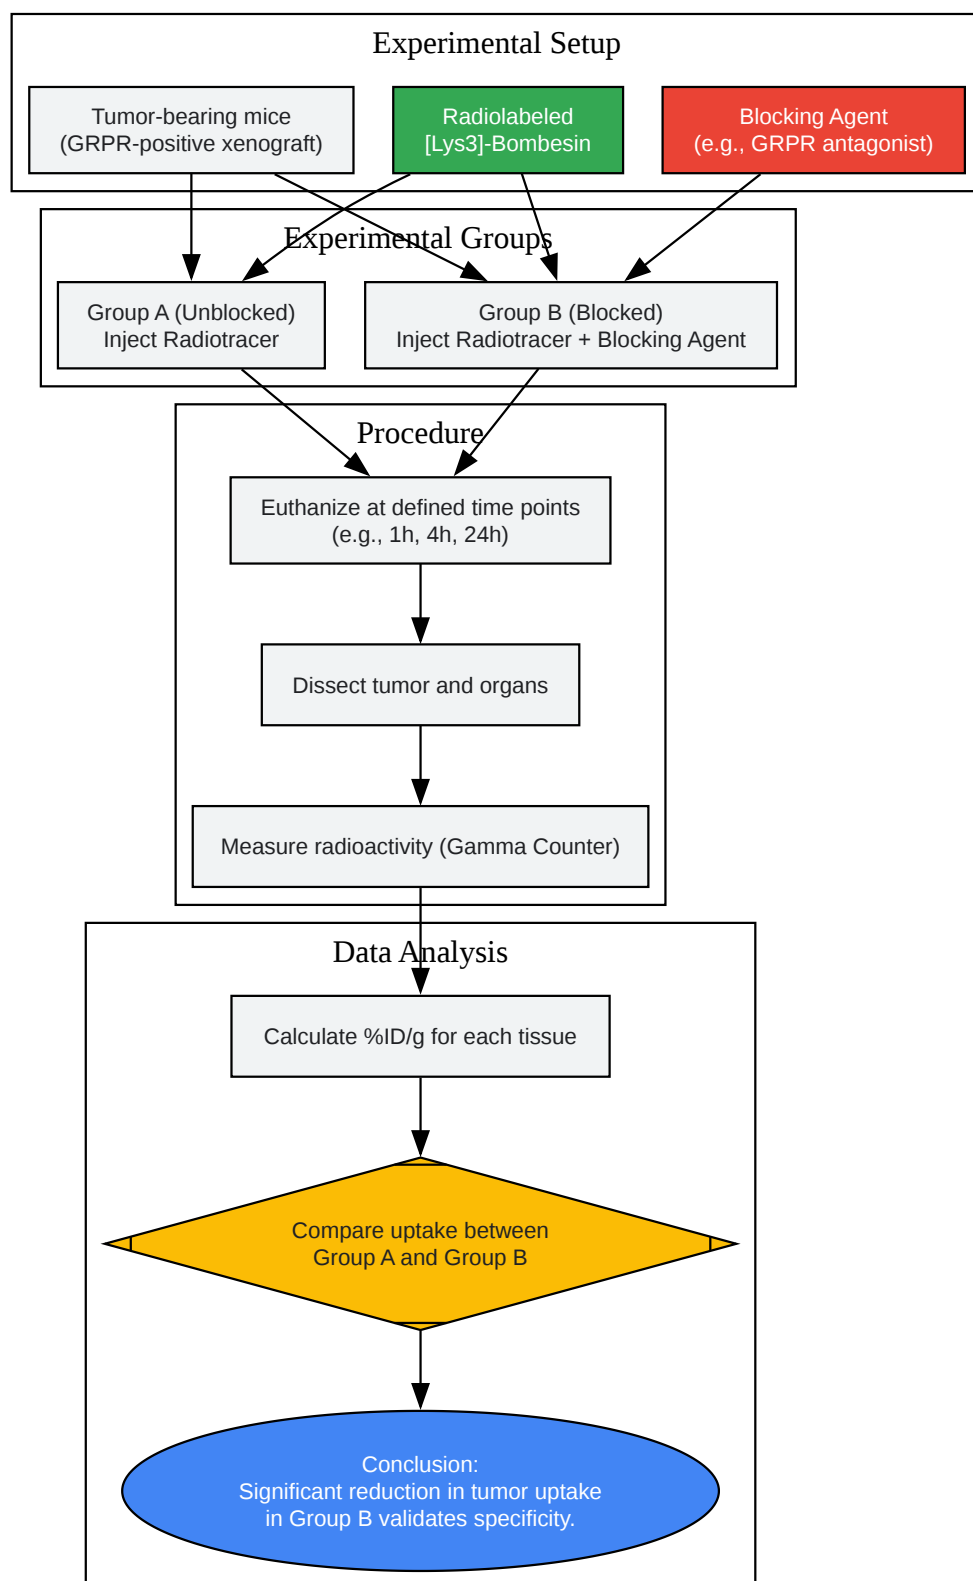 Experimental Setup
Tumor-bearing mice
(GRPR-positive xenograft)
Radiolabeled
[Lys3]-Bombesin
Blocking Agent
(e.g., GRPR antagonist)
Experimental Groups
Group A (Unblocked)
Inject Radiotracer
Group B (Blocked)
Inject Radiotracer + Blocking Agent
Procedure
Euthanize at defined time points
(e.g., 1h, 4h, 24h)
Dissect tumor and organs
Measure radioactivity (Gamma Counter)
Data Analysis
Calculate %ID/g for each tissue
Compare uptake between
Group A and Group B
Conclusion:
Significant reduction in tumor uptake
in Group B validates specificity.